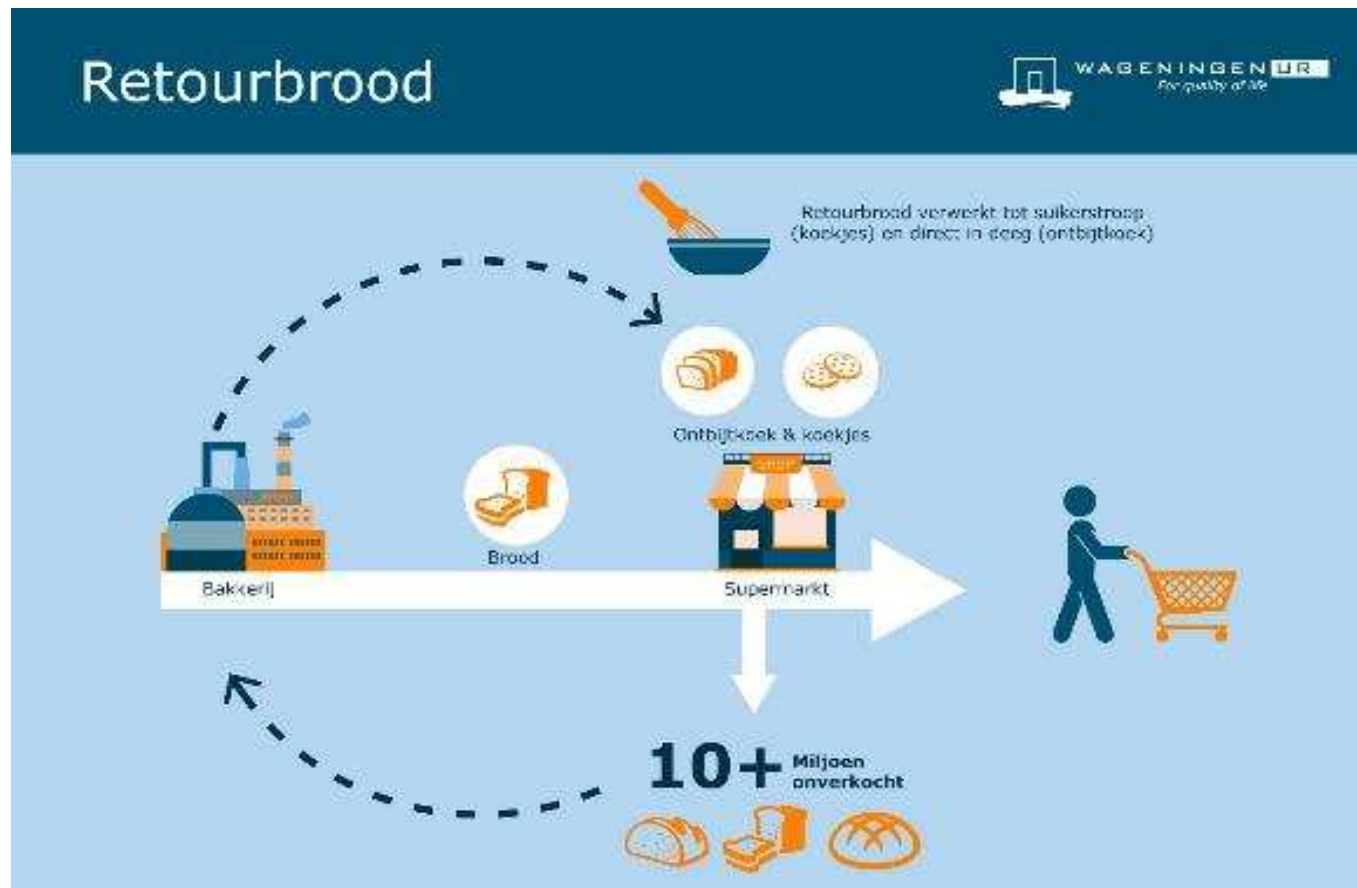 Retourbrood
WAGENINGEN UR
For quality of life
Retourbrood verwerkt tot suikerstroop
(koekjes) en direct in deeg (ontbijtkoek)
Ontbijtkoek & koekjes
SHOP
Brood
Bakkerij
Supermarkt
10+ Miljoen
onverkocht